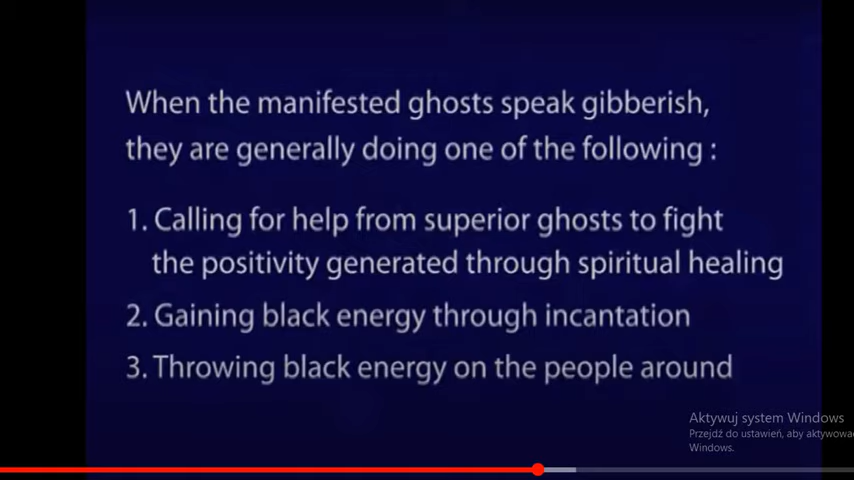 When the manifested ghosts speak gibberish,
they are generally doing one of the following :
1. Calling for help from superior ghosts to fight
the positivity generated through spiritual healing
2. Gaining black energy through incantation
3. Throwing black energy on the people around
Aktywuj system Windows
Przejdź do ustawień, aby aktywować
Windows.